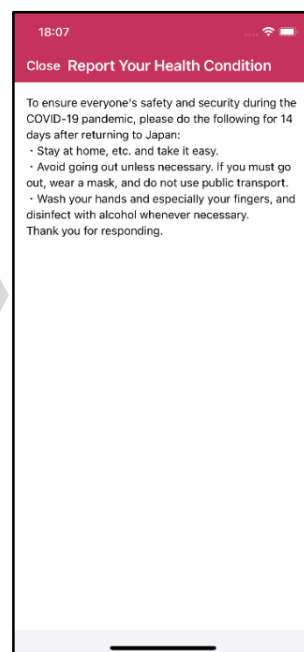 18:07
Close Report Your Health Condition
To ensure everyone's safety and security during the
COVID-19 pandemic, please do the following for 14
days after returning to Japan:
・Stay at home, etc. and take it easy.
・Avoid going out unless necessary. If you must go
out, wear a mask, and do not use public transport.
・Wash your hands and especially your fingers, and
disinfect with alcohol whenever necessary.
Thank you for responding.